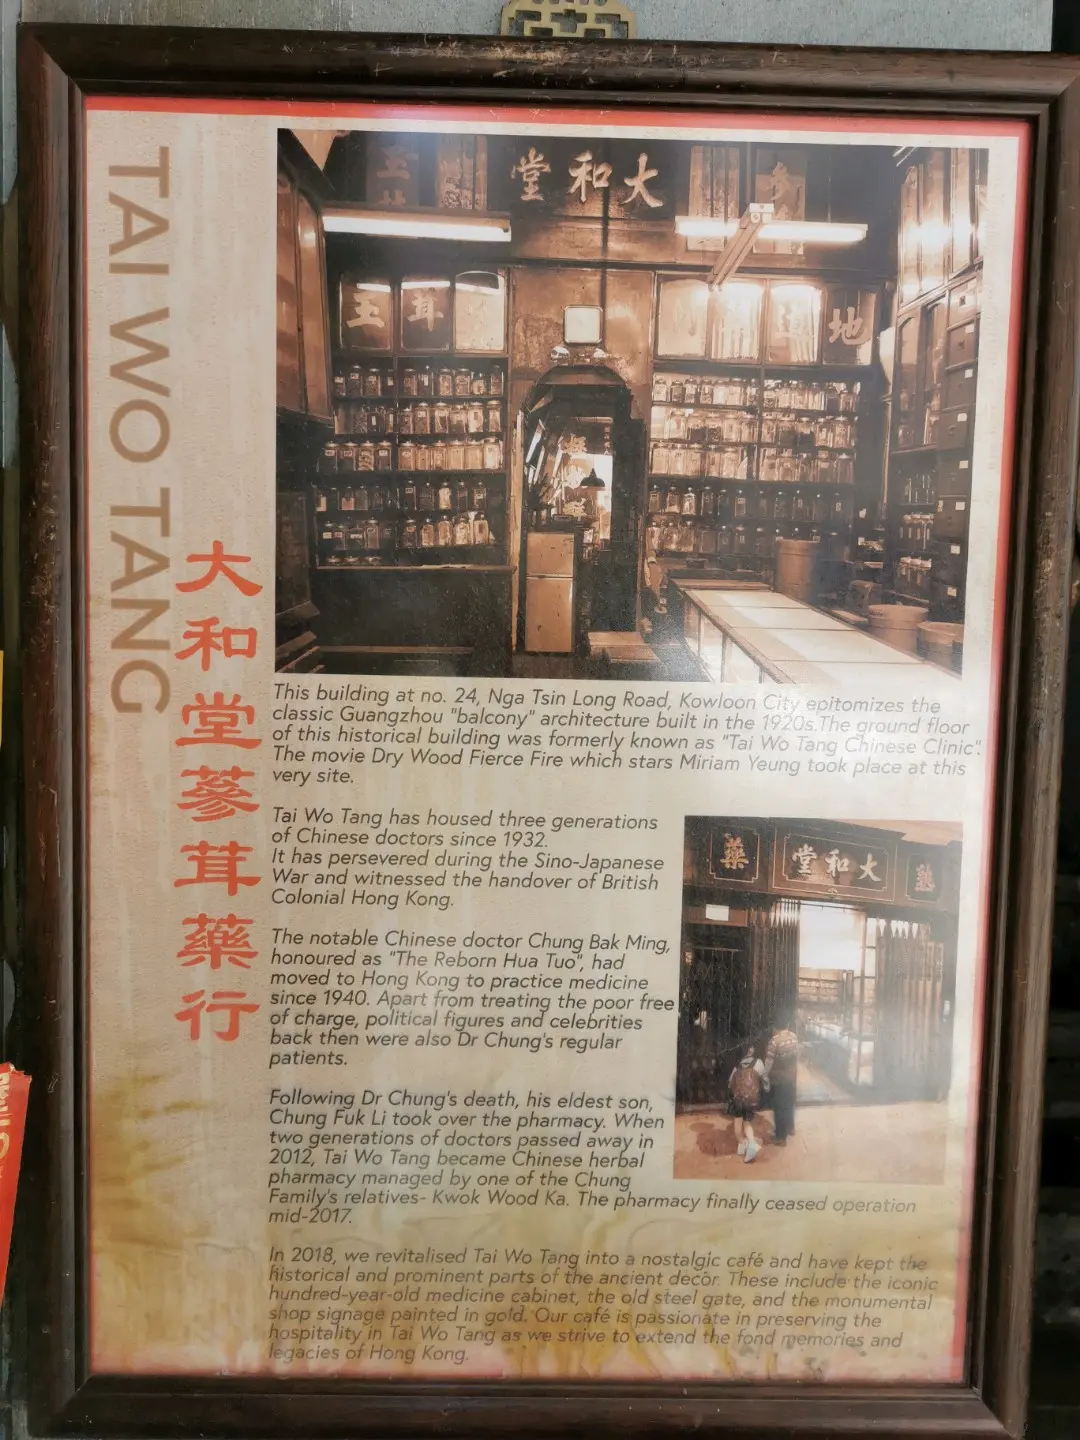 TAI WO TANG
大和堂蔘茸藥行
堂和大
玉
茸
地
This building at no. 24, Nga Tsin Long Road, Kowloon City epitomizes the
classic Guangzhou "balcony" architecture built in the 1920s.The ground floor
of this historical building was formerly known as "Tai Wo Tang Chinese Clinic".
The movie Dry Wood Fierce Fire which stars Miriam Yeung took place at this
very site.
Tai Wo Tang has housed three generations
of Chinese doctors since 1932.
It has persevered during the Sino-Japanese
War and witnessed the handover of British
Colonial Hong Kong.
藥
堂和大
The notable Chinese doctor Chung Bak Ming,
honoured as "The Reborn Hua Tuo", had
moved to Hong Kong to practice medicine
since 1940. Apart from treating the poor free
of charge, political figures and celebrities
back then were also Dr Chung's regular
patients.
Following Dr Chung's death, his eldest son,
Chung Fuk Li took over the pharmacy. When
two generations of doctors passed away in
2012, Tai Wo Tang became Chinese herbal
pharmacy managed by one of the Chung
Family's relatives- Kwok Wood Ka. The pharmacy finally ceased operation
mid-2017.
In 2018, we revitalised Tai Wo Tang into a nostalgic café and have kept the
historical and prominent parts of the ancient decor. These include the iconic
hundred-year-old medicine cabinet, the old steel gate, and the monumental
shop signage painted in gold. Our café is passionate in preserving the
hospitality in Tai Wo Tang as we strive to extend the fond memories and
legacies of Hong Kong.